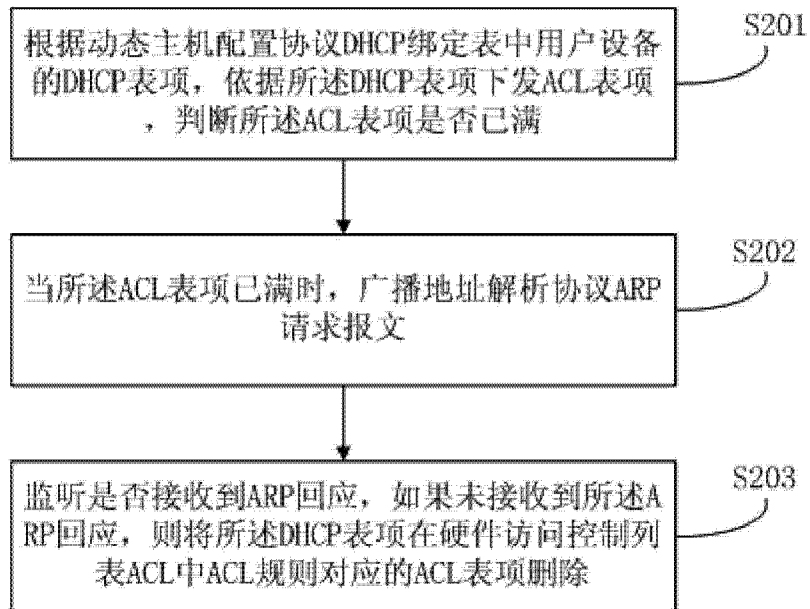 根据动态主机配置协议DHCP绑定表中用户设备
的DHCP表项，依据所述DHCP表项下发ACL表项
，判断所述ACL表项是否已满
S201
当所述ACL表项已满时，广播地址解析协议ARP
请求报文
S202
监听是否接收到ARP回应，如果未接收到所述A
RP回应，则将所述DHCP表项在硬件访问控制列
表ACL中ACL规则对应的ACL表项删除
S203